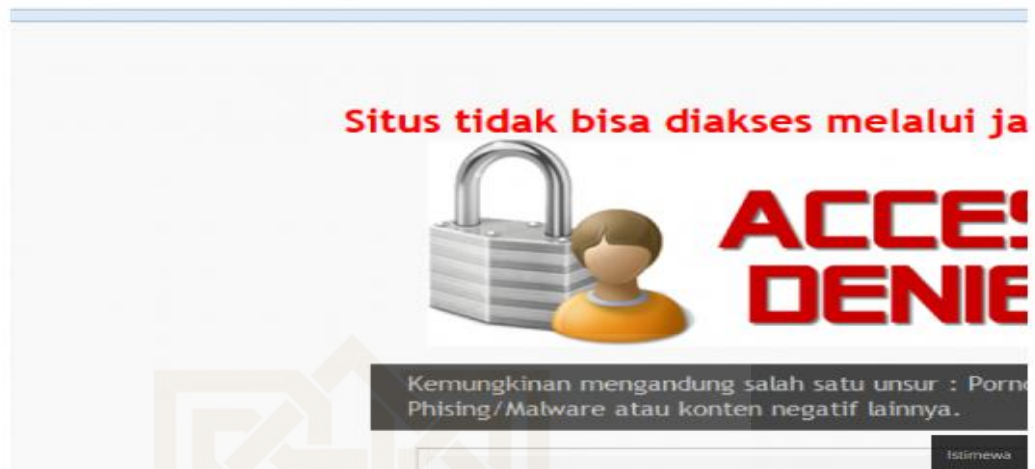 Situs tidak bisa diakses melalui ja
ACCES
DENIE
Kemungkinan mengandung salah satu unsur : Porno
Phising/Malware atau konten negatif lainnya.
Istimewa